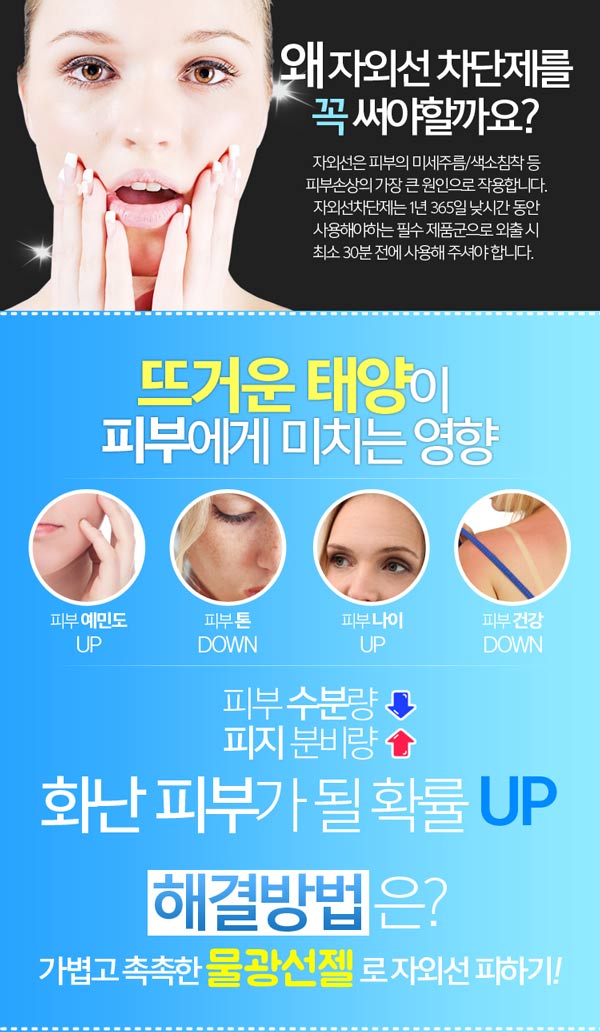 왜 자외선 차단제를
꼭 써야할까요?
자외선은 피부의 미세주름/색소침착 등
피부손상의 가장 큰 원인으로 작용합니다.
자외선차단제는 1년 365일 낮시간 동안
사용해야하는 필수 제품군으로 외출 시
최소 30분 전에 사용해 주셔야 합니다.
뜨거운 태양이
피부에게 미치는 영향
피부 예민도
UP
피부 톤
DOWN
피부 나이
UP
피부 건강
DOWN
피부 수분량
피지 분비량
화난 피부가 될 확률 UP
해결방법은?
가볍고 촉촉한 물광선젤로 자외선 피하기!